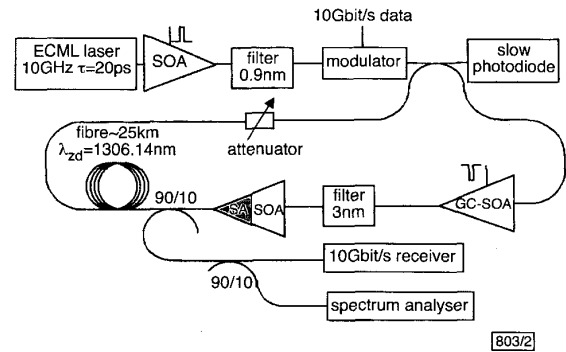 10Gbit/s data
ECML laser
10GHz τ=20ps
SOA
filter
0.9nm
modulator
slow
photodiode
fibre~25km
λzd=1306.14nm
attenuator
90/10
SA
SOA
filter
3nm
GC-SOA
10Gbit/s receiver
90/10
spectrum analyser
803/2